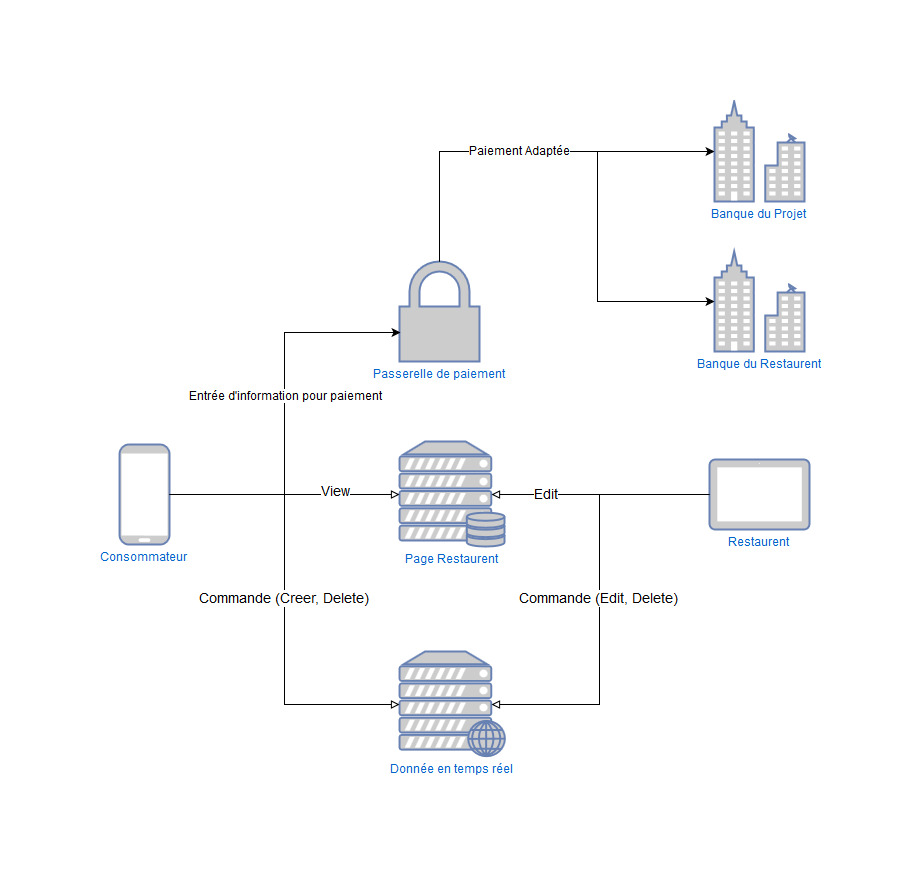 Paiement Adaptée
Banque du Projet
Banque du Restaurent
Passerelle de paiement
Entrée d'information pour paiement
View
Edit
Consommateur
Page Restaurent
Restaurent
Commande (Creer, Delete)
Commande (Edit, Delete)
Donnée en temps réel